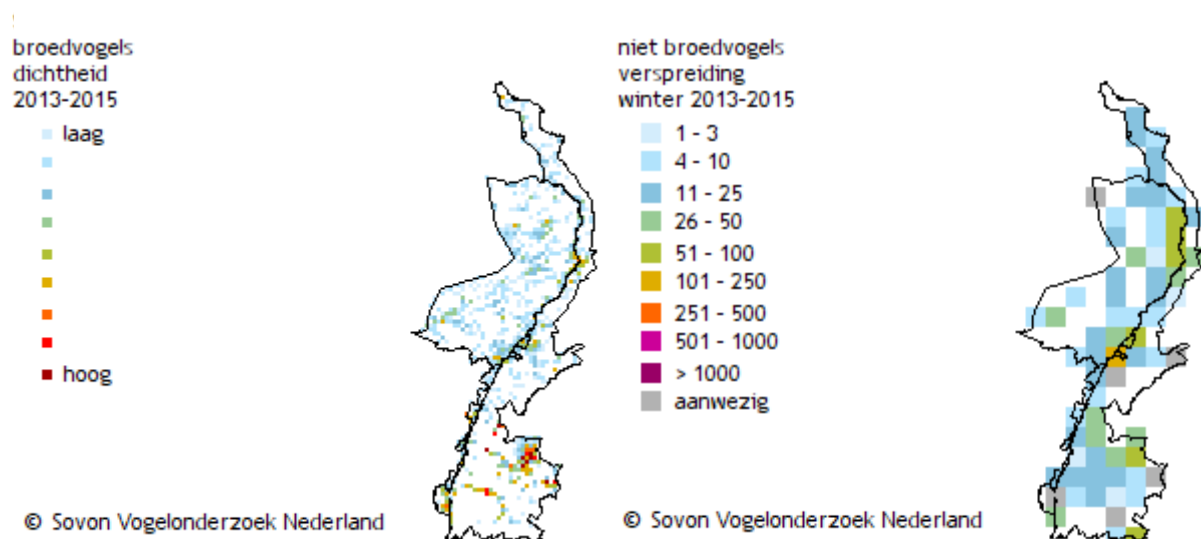 broedvogels
dichtheid
2013-2015
laag
hoog
© Sovon Vogelonderzoek Nederland
niet broedvogels
verspreiding
winter 2013-2015
1 - 3
4 - 10
11 - 25
26 - 50
51 - 100
101 - 250
251 - 500
501 - 1000
> 1000
aanwezig
© Sovon Vogelonderzoek Nederland